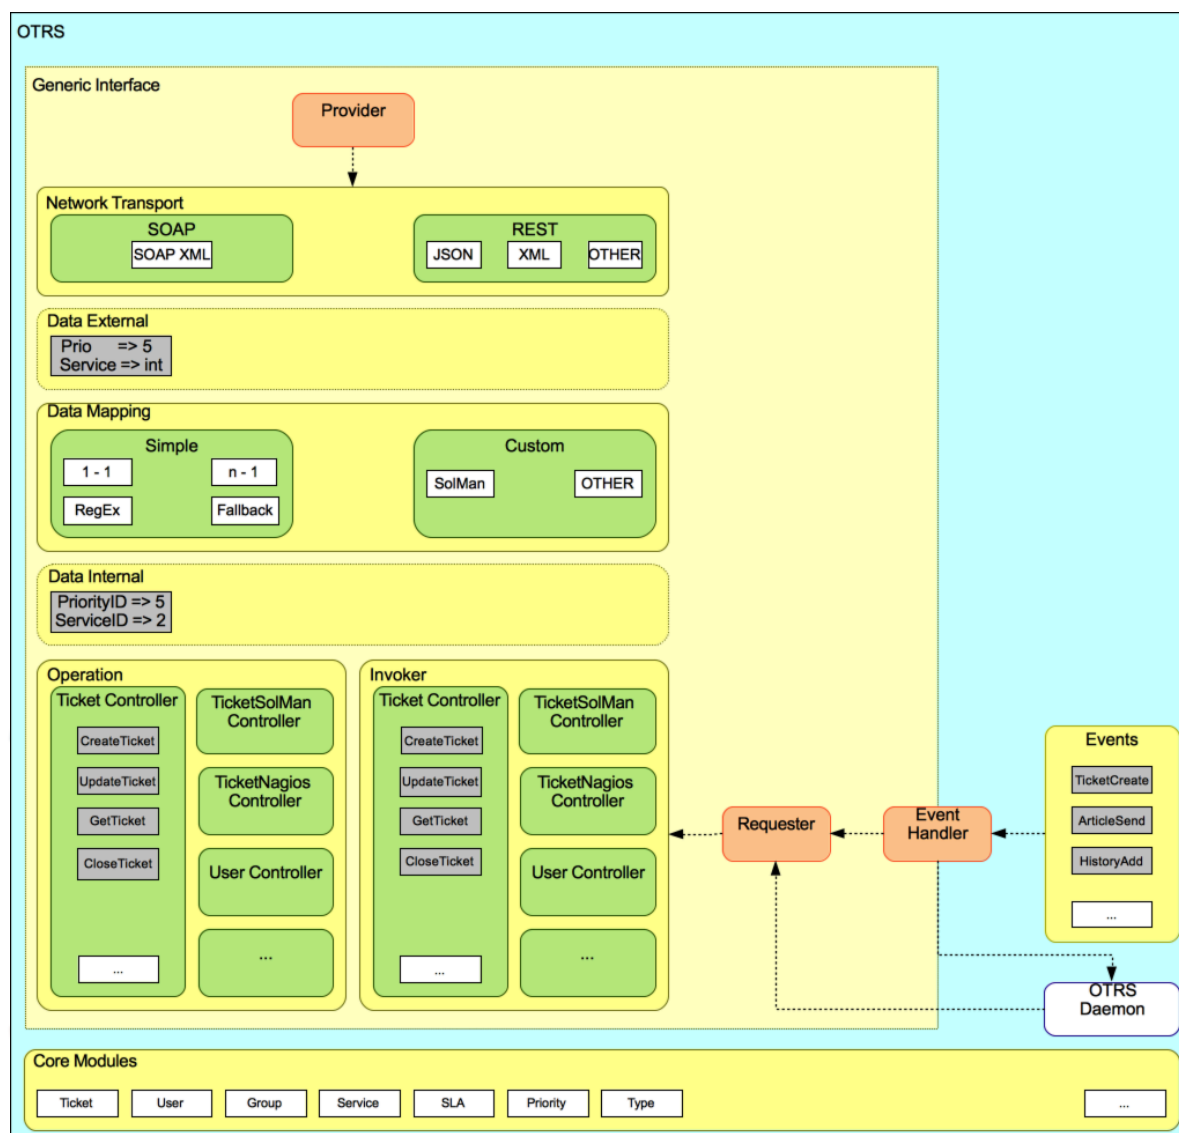 OTRS
Generic Interface
Provider
Network Transport
SOAP
SOAP XML
REST
JSON
XML
OTHER
Data External
Prio => 5
Service => int
Data Mapping
Simple
1 - 1
n - 1
RegEx
Fallback
Custom
SolMan
OTHER
Data Internal
PriorityID => 5
ServiceID => 2
Operation
Ticket Controller
CreateTicket
UpdateTicket
GetTicket
CloseTicket
...
TicketSolMan
Controller
TicketNagios
Controller
User Controller
...
Invoker
Ticket Controller
CreateTicket
UpdateTicket
GetTicket
CloseTicket
...
TicketSolMan
Controller
TicketNagios
Controller
User Controller
...
Requester
Event
Handler
Events
TicketCreate
ArticleSend
HistoryAdd
...
OTRS
Daemon
Core Modules
Ticket
User
Group
Service
SLA
Priority
Type
...